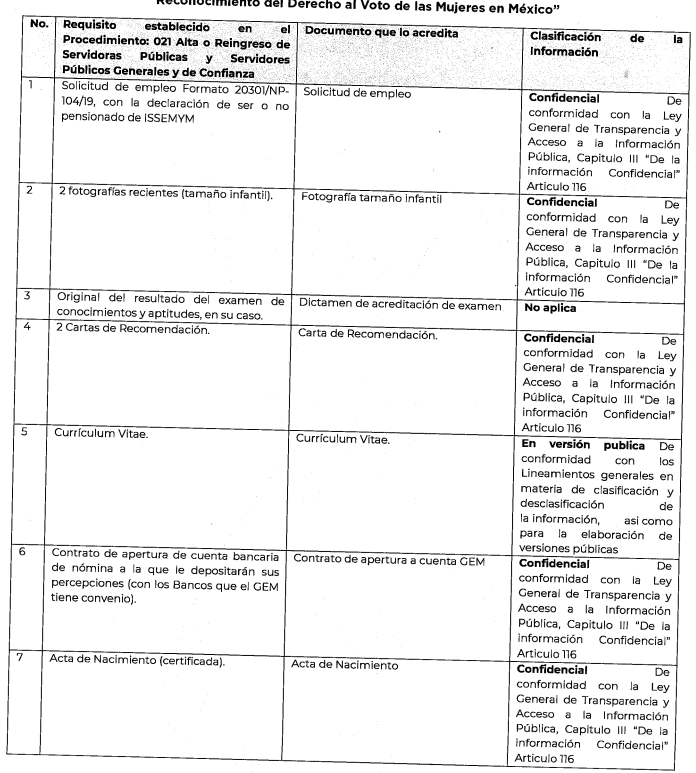 Reconocimiento del Derecho al Voto de las Mujeres en México"
No. Requisito establecido en el Documento que lo acredita Clasificación de la
Procedimiento: 021 Alta o Reingreso de Información
Servidoras Públicas y Servidores
Públicos Generales y de Confianza
1 Solicitud de empleo Formato 20301/NP-
104/19, con la declaración de ser o no
pensionado de ISSEMYM
Solicitud de empleo
Confidencial De
conformidad con la Ley
General de Transparencia y
Acceso a la Información
Pública, Capitulo III "De la
información Confidencial"
Articulo 116
2 2 fotografías recientes (tamaño infantil).
Fotografía tamaño infantil
Confidencial De
conformidad con la Ley
General de Transparencia y
Acceso a la Información
Pública, Capitulo III "De la
información Confidencial"
Articulo 116
3 Original del resultado del examen de
conocimientos y aptitudes, en su caso.
Dictamen de acreditación de examen
No aplica
4 2 Cartas de Recomendación.
Carta de Recomendación.
Confidencial De
conformidad con la Ley
General de Transparencia y
Acceso a la Información
Pública, Capitulo III "De la
información Confidencial"
Articulo 116
5 Currículum Vitae.
Currículum Vitae.
En versión publica De
conformidad con los
Lineamientos generales en
materia de clasificación y
desclasificación de
la información, asi como
para la elaboración de
versiones públicas
6 Contrato de apertura de cuenta bancaria
de nómina a la que le depositarán sus
percepciones (con los Bancos que el GEM
tiene convenio).
Contrato de apertura a cuenta GEM
Confidencial De
conformidad con la Ley
General de Transparencia y
Acceso a la Información
Pública, Capitulo III "De la
información Confidencial"
Articulo 116
7 Acta de Nacimiento (certificada).
Acta de Nacimiento
Confidencial De
conformidad con la Ley
General de Transparencia y
Acceso a la Información
Pública, Capitulo III "De la
información Confidencial"
Articulo 116